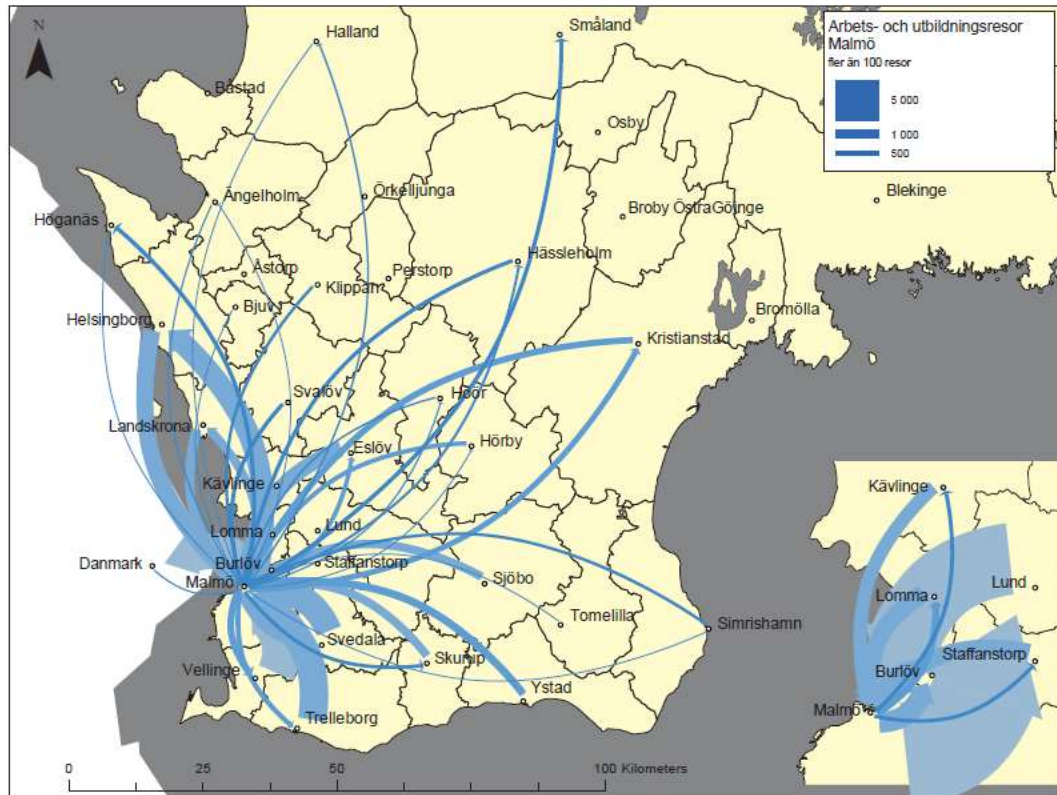 N
Halland
Småland
Arbets- och utbildningsresor
Malmö
fler än 100 resor
5 000
1 000
500
Båstad
Osby
Ängelholm
Örkelljunga
Blekinge
Höganäs
Broby ÖstraGöinge
Hässleholm
Åstorp
Klippan
Perstorp
Bjuv
Helsingborg
Bromölla
Kristianstad
Svalöv
Höör
Landskrona
Eslöv
Hörby
Kävlinge
Kävlinge
Lomma
Lund
Danmark
Burlöv
Staffanstorp
Malmö
Sjöbo
Lund
Lomma
Tomelilla
Simrishamn
Svedala
Staffanstorp
Skurup
Burlöv
Vellinge
Ystad
Malmö
Trelleborg
0 25 50 100 Kilometers